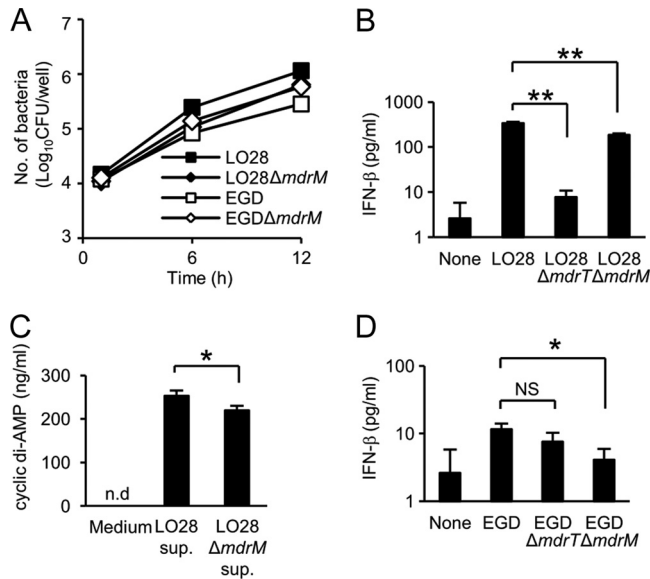 A
7
6
5
4
3
No. of bacteria
(Log10CFU/well)
LO28
LO28ΔmdrM
EGD
EGDΔmdrM
0
6
12
Time (h)
B
**
**
1000
100
10
1
IFN-β (pg/ml)
None LO28 LO28 LO28
ΔmdrT ΔmdrM
C
*
300
200
100
0
cyclic di-AMP (ng/ml)
n.d
Medium LO28 LO28
sup. ΔmdrM
sup.
D
*
NS
100
10
1
IFN-β (pg/ml)
None EGD EGD EGD
ΔmdrT ΔmdrM